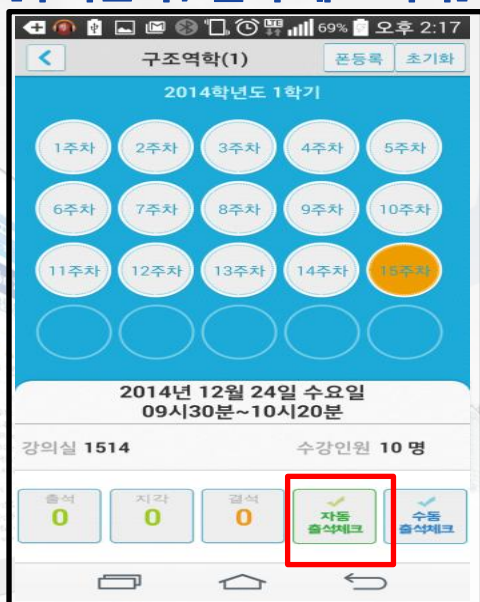 LTE 69% 오후 2:17
구조역학(1) 폰등록 초기화
2014학년도 1학기
1주차 2주차 3주차 4주차 5주차
6주차 7주차 8주차 9주차 10주차
11주차 12주차 13주차 14주차 15주차
2014년 12월 24일 수요일
09시30분~10시20분
강의실 1514 수강인원 10 명
출석 지각 결석
0 0 0 자동 수동
출석체크 출석체크